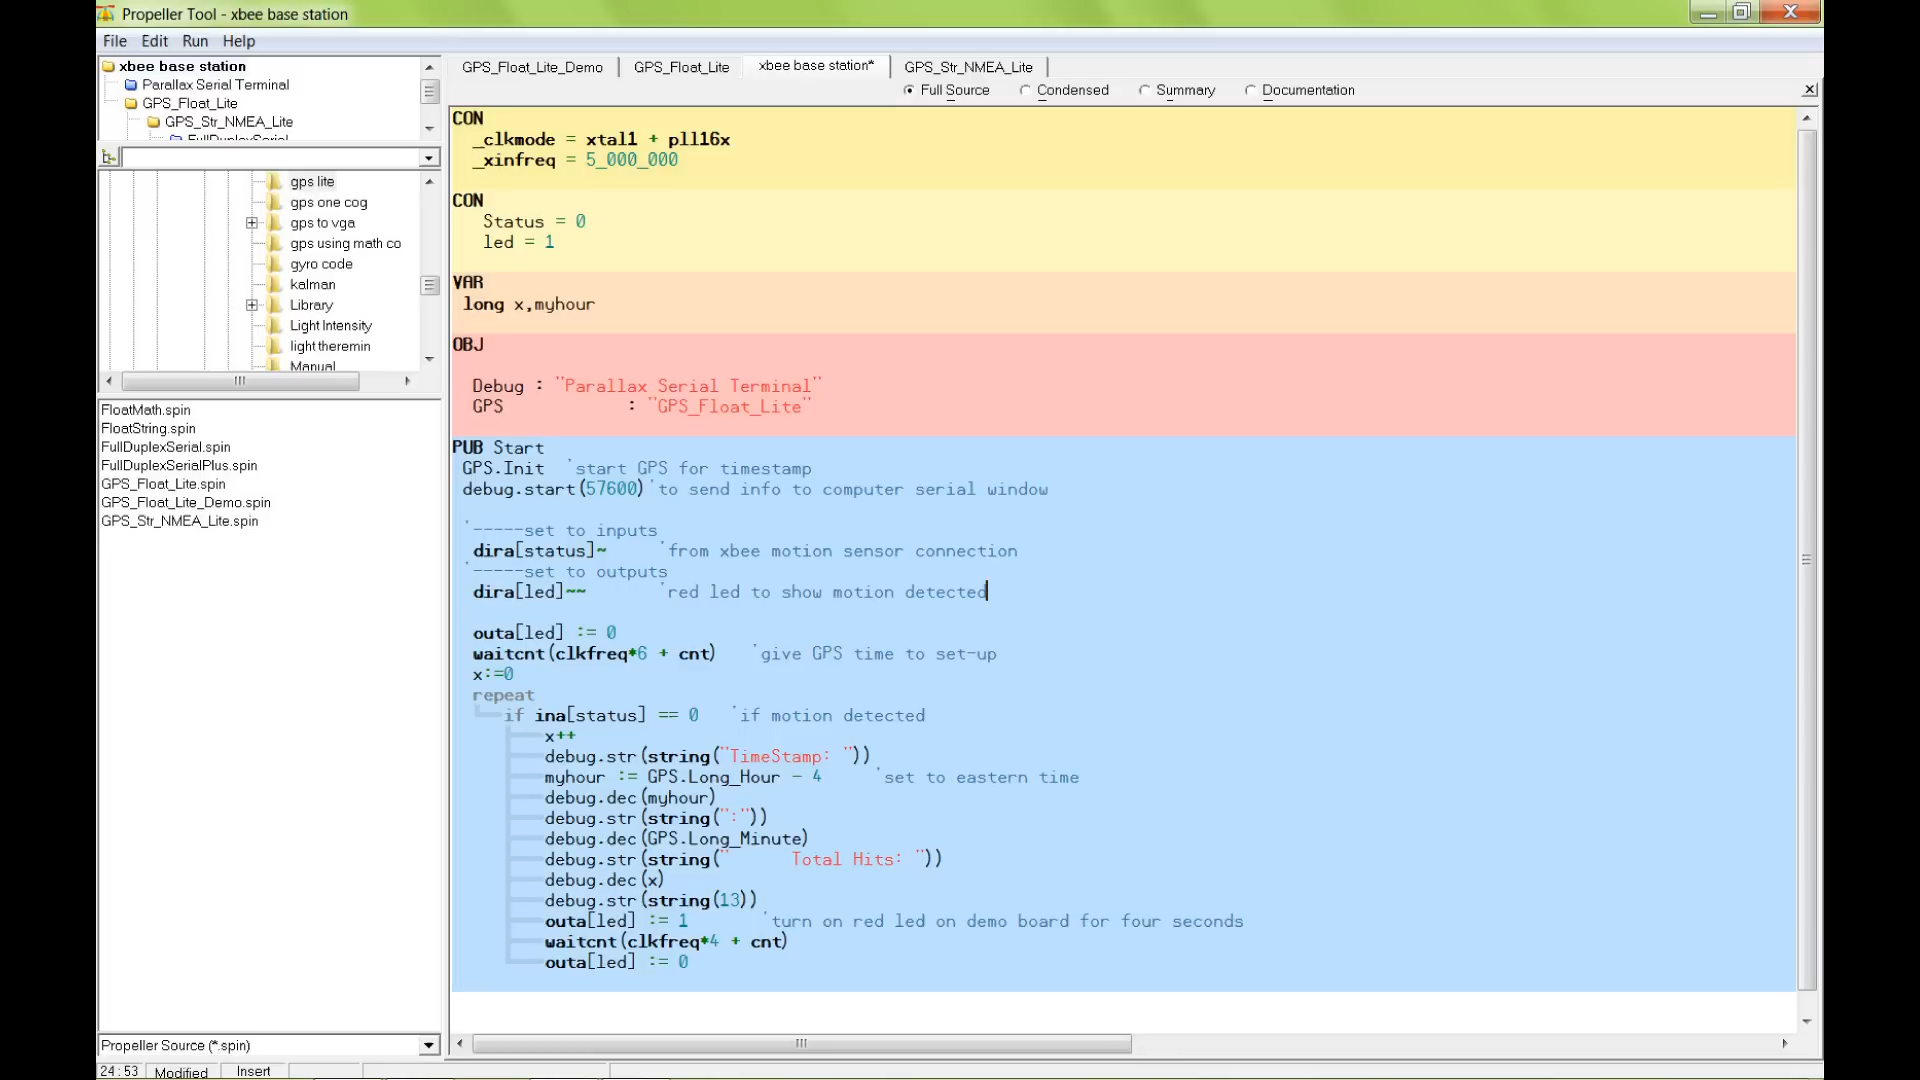 Propeller Tool - xbee base station
File Edit Run Help
xbee base station
Parallax Serial Terminal
GPS_Float_Lite
GPS_Str_NMEA_Lite
FullDuplexSerial
gps lite
gps one cog
gps to vga
gps using math co
gyro code
kalman
Library
Light Intensity
light theremin
Manual
FloatMath.spin
FloatString.spin
FullDuplexSerial.spin
FullDuplexSerialPlus.spin
GPS_Float_Lite.spin
GPS_Float_Lite_Demo.spin
GPS_Str_NMEA_Lite.spin
Propeller Source (*.spin)
GPS_Float_Lite_Demo GPS_Float_Lite xbee base station* GPS_Str_NMEA_Lite
Full Source Condensed Summary Documentation
CON
_clkmode = xtal1 + pll16x
_xinfreq = 5_000_000
CON
Status = 0
led = 1
VAR
long x,myhour
OBJ
Debug : "Parallax Serial Terminal"
GPS : "GPS_Float_Lite"
PUB Start
GPS.Init 'start GPS for timestamp
debug.start(57600) 'to send info to computer serial window
'-----set to inputs
dira[status]~ 'from xbee motion sensor connection
'-----set to outputs
dira[led]~~ 'red led to show motion detected
outa[led] := 0
waitcnt(clkfreq*6 + cnt) 'give GPS time to set-up
x:=0
repeat
if ina[status] == 0 'if motion detected
x++
debug.str(string("TimeStamp: "))
myhour := GPS.Long_Hour - 4 'set to eastern time
debug.dec(myhour)
debug.str(string(":"))
debug.dec(GPS.Long_Minute)
debug.str(string(" Total Hits: "))
debug.dec(x)
debug.str(string(13))
outa[led] := 1 'turn on red led on demo board for four seconds
waitcnt(clkfreq*4 + cnt)
outa[led] := 0
24:53 Modified Insert